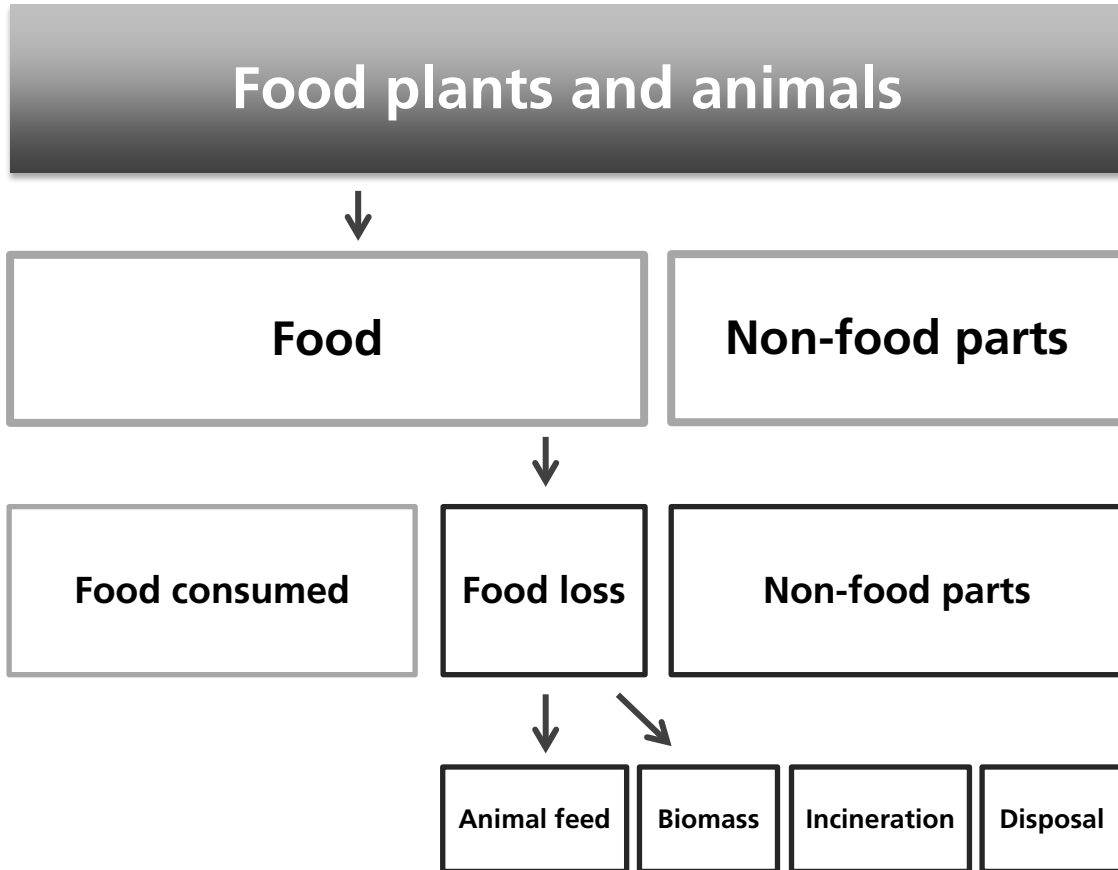 Food plants and animals
Food
Non-food parts
Food consumed
Food loss
Non-food parts
Animal feed
Biomass
Incineration
Disposal